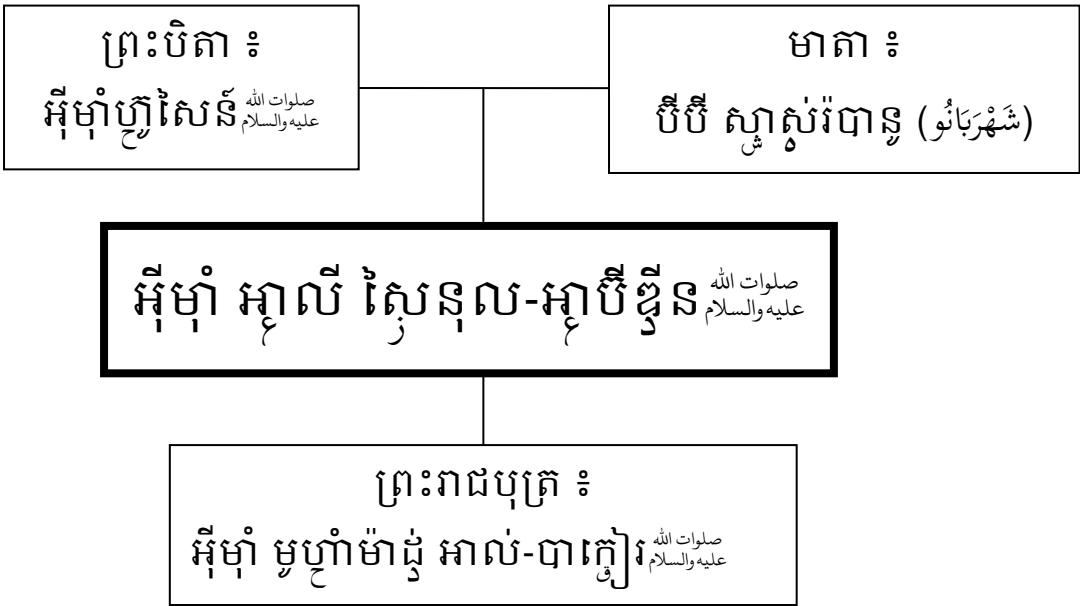 ព្រះបិតា ៖
អ៊ីម៉ាំហ៊្គូសៃន៍ صلوات الله عليه والسلام
មាតា ៖
ប៊ីប៊ី ស្ហាស្ហ់រ៉បានូ (شَهْرَبَانُو)
អ៊ីម៉ាំ អាលី សៃនុល-អាប៊ីឌីន صلوات الله عليه والسلام
ព្រះរាជបុត្រ ៖
អ៊ីម៉ាំ មូហាំម៉ាដ់ អាល់-បាក្វៀរ صلوات الله عليه والسلام